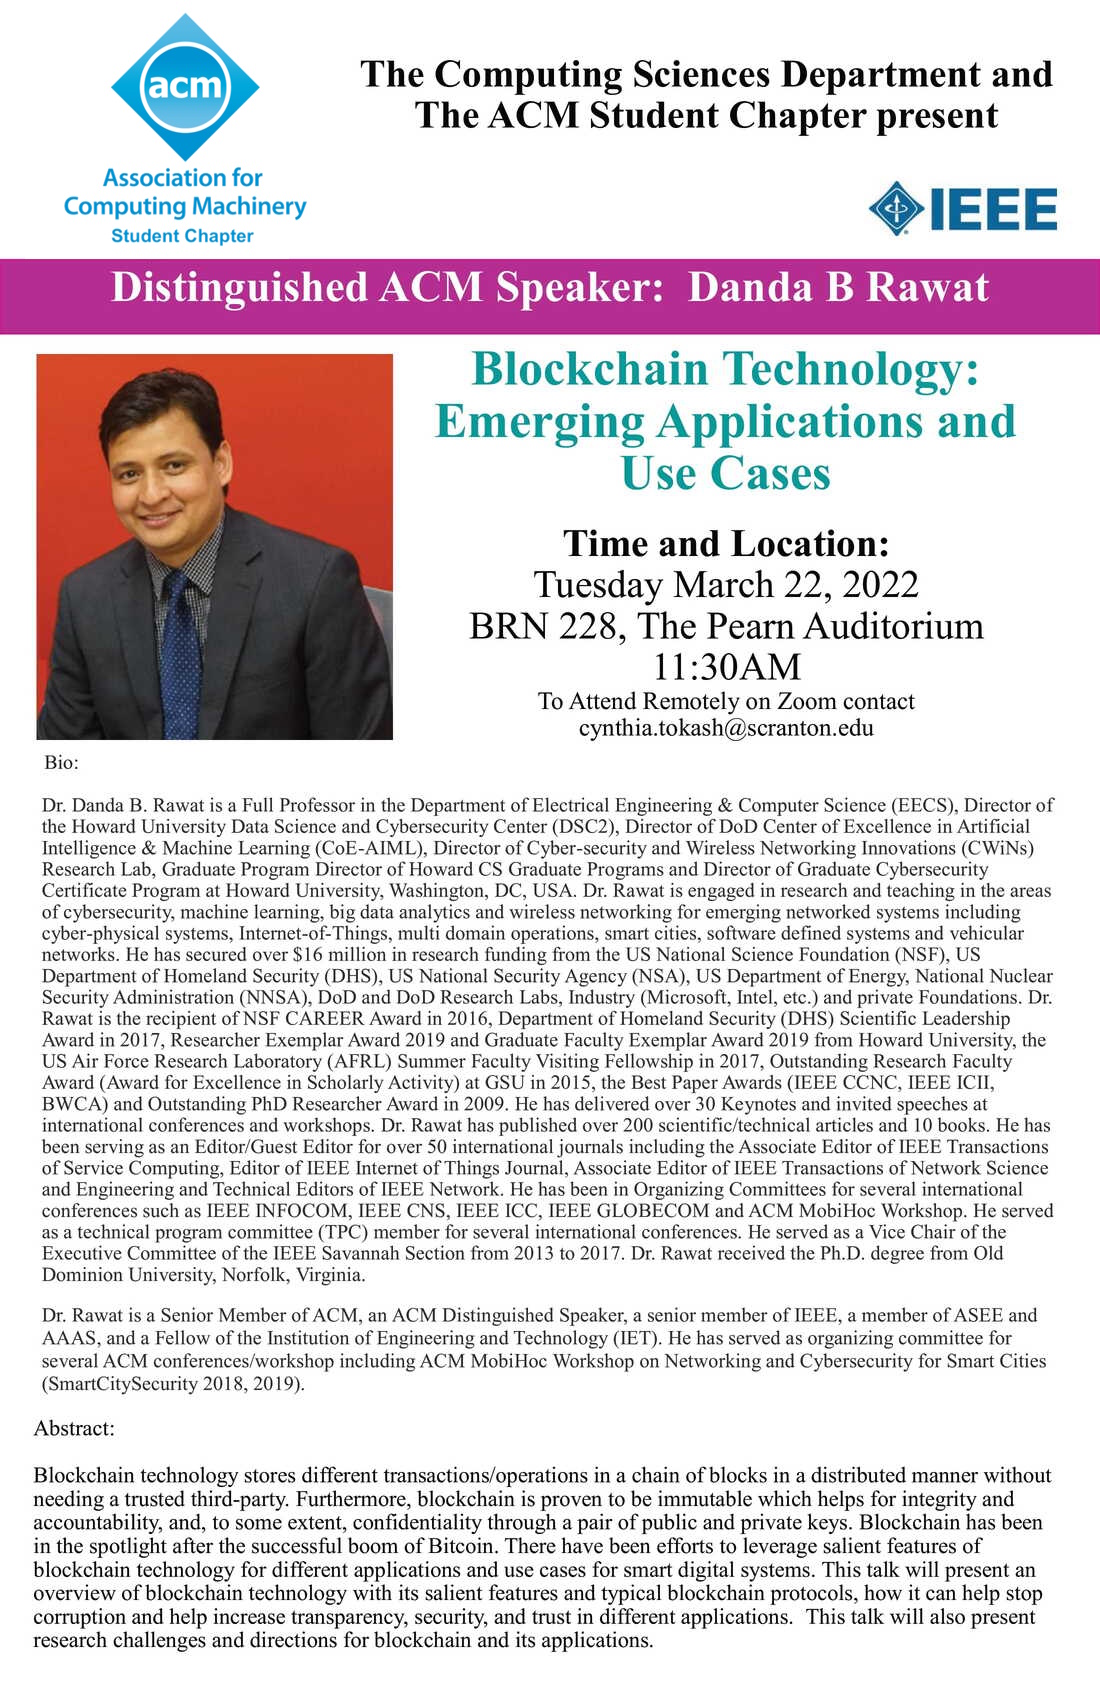 acm
Association for
Computing Machinery
Student Chapter
The Computing Sciences Department and
The ACM Student Chapter present
IEEE
Distinguished ACM Speaker:  Danda B Rawat
Blockchain Technology:
Emerging Applications and
Use Cases
Time and Location:
Tuesday March 22, 2022
BRN 228, The Pearn Auditorium
11:30AM
To Attend Remotely on Zoom contact
cynthia.tokash@scranton.edu
Bio:
Dr. Danda B. Rawat is a Full Professor in the Department of Electrical Engineering & Computer Science (EECS), Director of
the Howard University Data Science and Cybersecurity Center (DSC2), Director of DoD Center of Excellence in Artificial
Intelligence & Machine Learning (CoE-AIML), Director of Cyber-security and Wireless Networking Innovations (CWiNs)
Research Lab, Graduate Program Director of Howard CS Graduate Programs and Director of Graduate Cybersecurity
Certificate Program at Howard University, Washington, DC, USA. Dr. Rawat is engaged in research and teaching in the areas
of cybersecurity, machine learning, big data analytics and wireless networking for emerging networked systems including
cyber-physical systems, Internet-of-Things, multi domain operations, smart cities, software defined systems and vehicular
networks. He has secured over $16 million in research funding from the US National Science Foundation (NSF), US
Department of Homeland Security (DHS), US National Security Agency (NSA), US Department of Energy, National Nuclear
Security Administration (NNSA), DoD and DoD Research Labs, Industry (Microsoft, Intel, etc.) and private Foundations. Dr.
Rawat is the recipient of NSF CAREER Award in 2016, Department of Homeland Security (DHS) Scientific Leadership
Award in 2017, Researcher Exemplar Award 2019 and Graduate Faculty Exemplar Award 2019 from Howard University, the
US Air Force Research Laboratory (AFRL) Summer Faculty Visiting Fellowship in 2017, Outstanding Research Faculty
Award (Award for Excellence in Scholarly Activity) at GSU in 2015, the Best Paper Awards (IEEE CCNC, IEEE ICII,
BWCA) and Outstanding PhD Researcher Award in 2009. He has delivered over 30 Keynotes and invited speeches at
international conferences and workshops. Dr. Rawat has published over 200 scientific/technical articles and 10 books. He has
been serving as an Editor/Guest Editor for over 50 international journals including the Associate Editor of IEEE Transactions
of Service Computing, Editor of IEEE Internet of Things Journal, Associate Editor of IEEE Transactions of Network Science
and Engineering and Technical Editors of IEEE Network. He has been in Organizing Committees for several international
conferences such as IEEE INFOCOM, IEEE CNS, IEEE ICC, IEEE GLOBECOM and ACM MobiHoc Workshop. He served
as a technical program committee (TPC) member for several international conferences. He served as a Vice Chair of the
Executive Committee of the IEEE Savannah Section from 2013 to 2017. Dr. Rawat received the Ph.D. degree from Old
Dominion University, Norfolk, Virginia.
Dr. Rawat is a Senior Member of ACM, an ACM Distinguished Speaker, a senior member of IEEE, a member of ASEE and
AAAS, and a Fellow of the Institution of Engineering and Technology (IET). He has served as organizing committee for
several ACM conferences/workshop including ACM MobiHoc Workshop on Networking and Cybersecurity for Smart Cities
(SmartCitySecurity 2018, 2019).
Abstract:
Blockchain technology stores different transactions/operations in a chain of blocks in a distributed manner without
needing a trusted third-party. Furthermore, blockchain is proven to be immutable which helps for integrity and
accountability, and, to some extent, confidentiality through a pair of public and private keys. Blockchain has been
in the spotlight after the successful boom of Bitcoin. There have been efforts to leverage salient features of
blockchain technology for different applications and use cases for smart digital systems. This talk will present an
overview of blockchain technology with its salient features and typical blockchain protocols, how it can help stop
corruption and help increase transparency, security, and trust in different applications.  This talk will also present
research challenges and directions for blockchain and its applications.